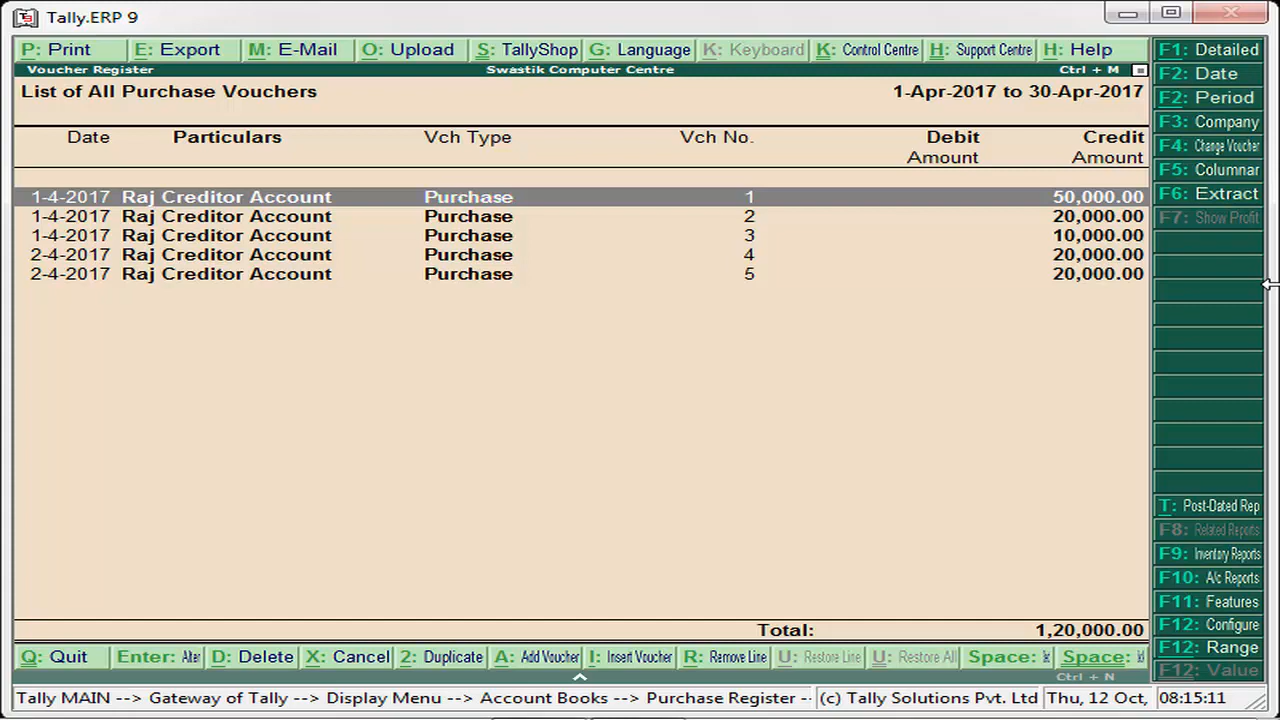 Tally.ERP 9
P: Print E: Export M: E-Mail O: Upload S: TallyShop G: Language K: Keyboard K: Control Centre H: Support Centre H: Help
Voucher Register Swastik Computer Centre Ctrl + M
List of All Purchase Vouchers 1-Apr-2017 to 30-Apr-2017
Date Particulars Vch Type Vch No. Debit Credit
Amount Amount
1-4-2017 Raj Creditor Account Purchase 1 50,000.00
1-4-2017 Raj Creditor Account Purchase 2 20,000.00
1-4-2017 Raj Creditor Account Purchase 3 10,000.00
2-4-2017 Raj Creditor Account Purchase 4 20,000.00
2-4-2017 Raj Creditor Account Purchase 5 20,000.00
Total: 1,20,000.00
F1: Detailed
F2: Date
F2: Period
F3: Company
F4: Change Voucher
F5: Columnar
F6: Extract
F7: Show Profit
T: Post-Dated Rep
F8: Related Reports
F9: Inventory Reports
F10: A/c Reports
F11: Features
F12: Configure
F12: Range
F12: Value
Q: Quit Enter: Alter D: Delete X: Cancel 2: Duplicate A: Add Voucher I: Insert Voucher R: Remove Line U: Restore Line U: Restore All Space: Space:
Ctrl + N
Tally MAIN --> Gateway of Tally --> Display Menu --> Account Books --> Purchase Register -- (c) Tally Solutions Pvt. Ltd Thu, 12 Oct, 08:15:11